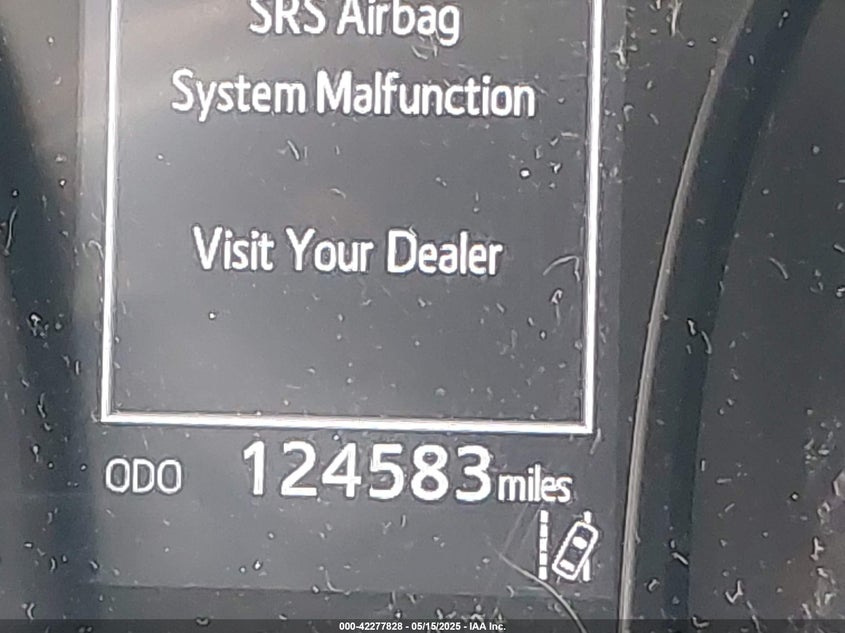 SRS Airbag
System Malfunction
Visit Your Dealer
ODO 124583 miles
000-42277828 - 05/15/2025 - IAA Inc.